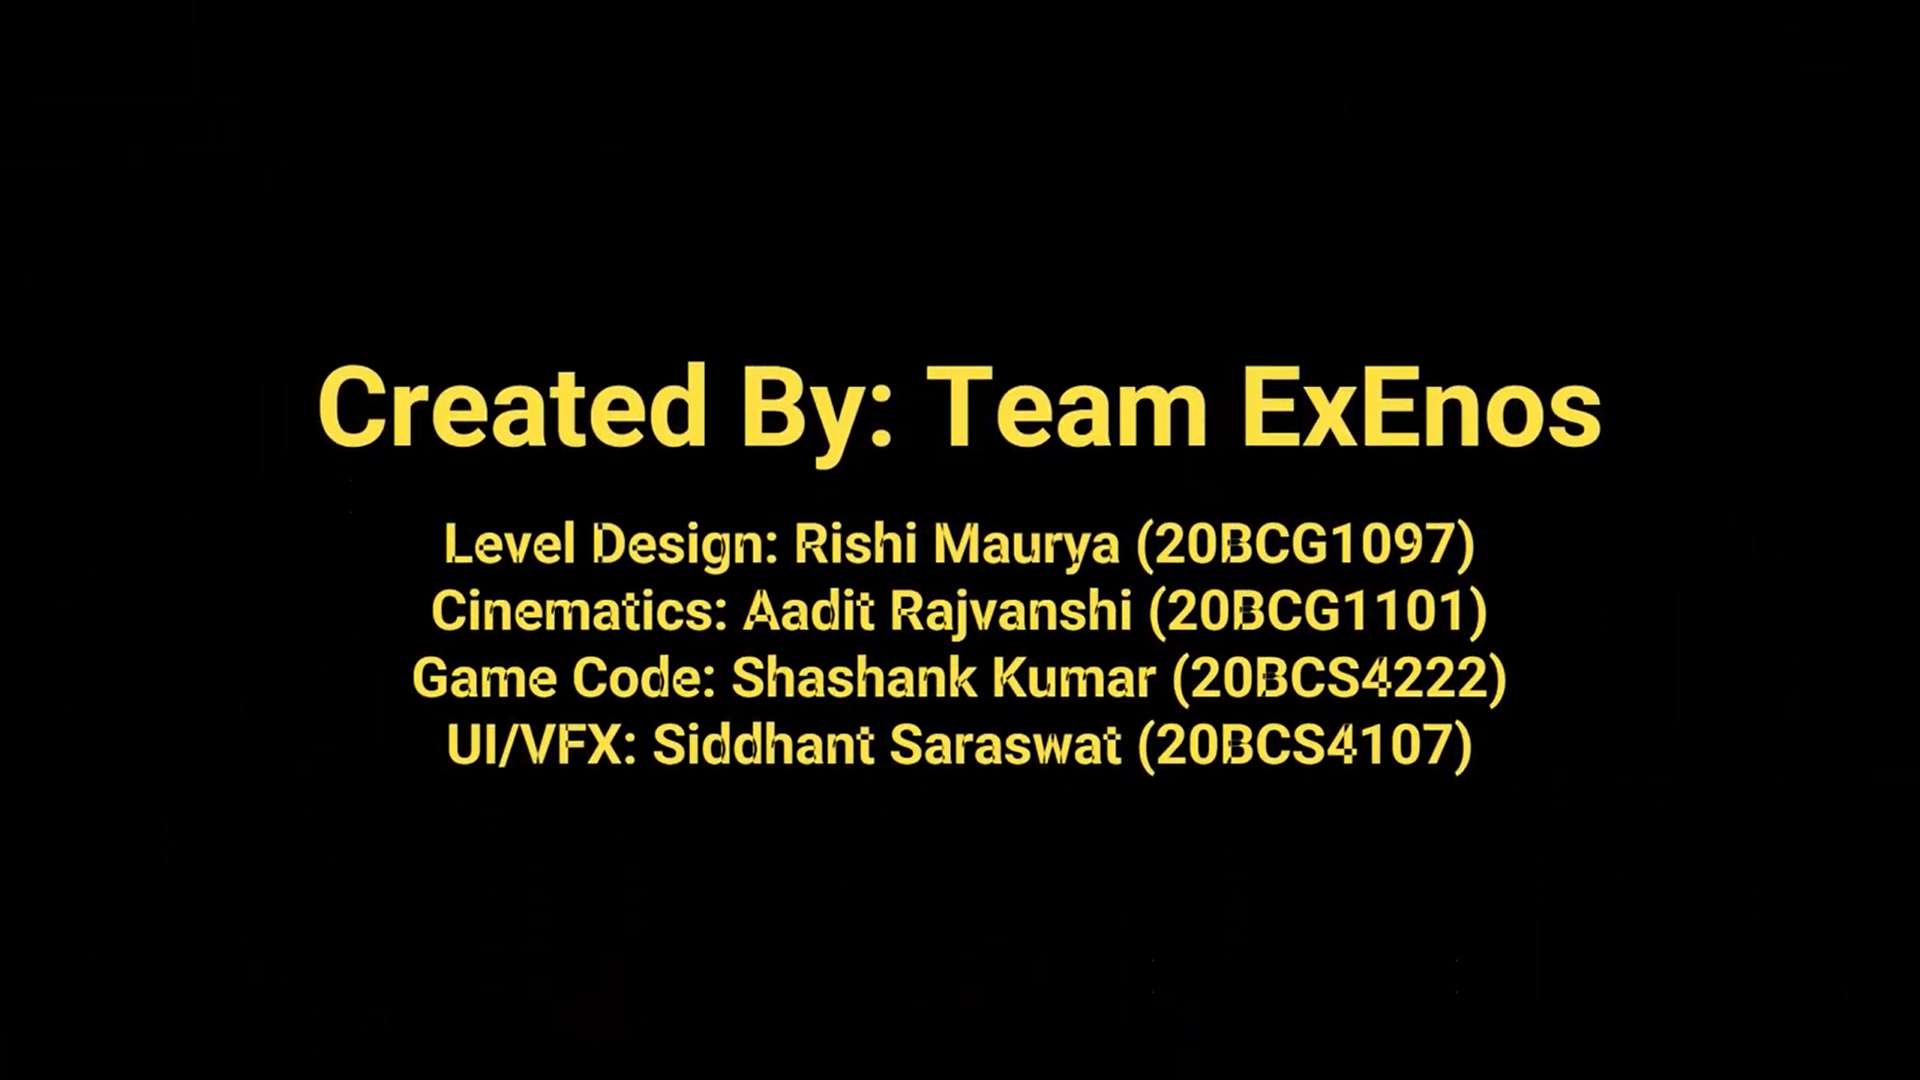 Created By: Team ExEnos
Level Design: Rishi Maurya (20BCG1097)
Cinematics: Aadit Rajvanshi (20BCG1101)
Game Code: Shashank Kumar (20BCS4222)
UI/VFX: Siddhant Saraswat (20BCS4107)